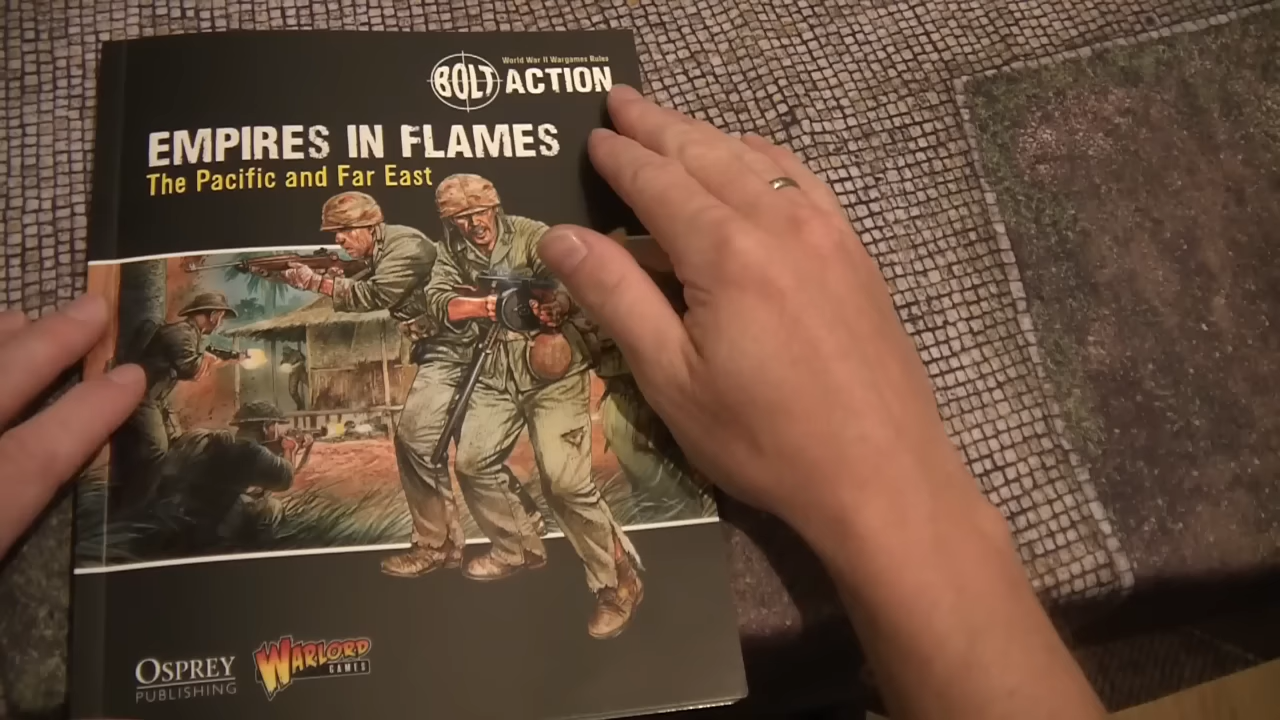 World War II Wargames Rules
BOLT ACTION
EMPIRES IN FLAMES
The Pacific and Far East
OSPREY
PUBLISHING
WARLORD
GAMES